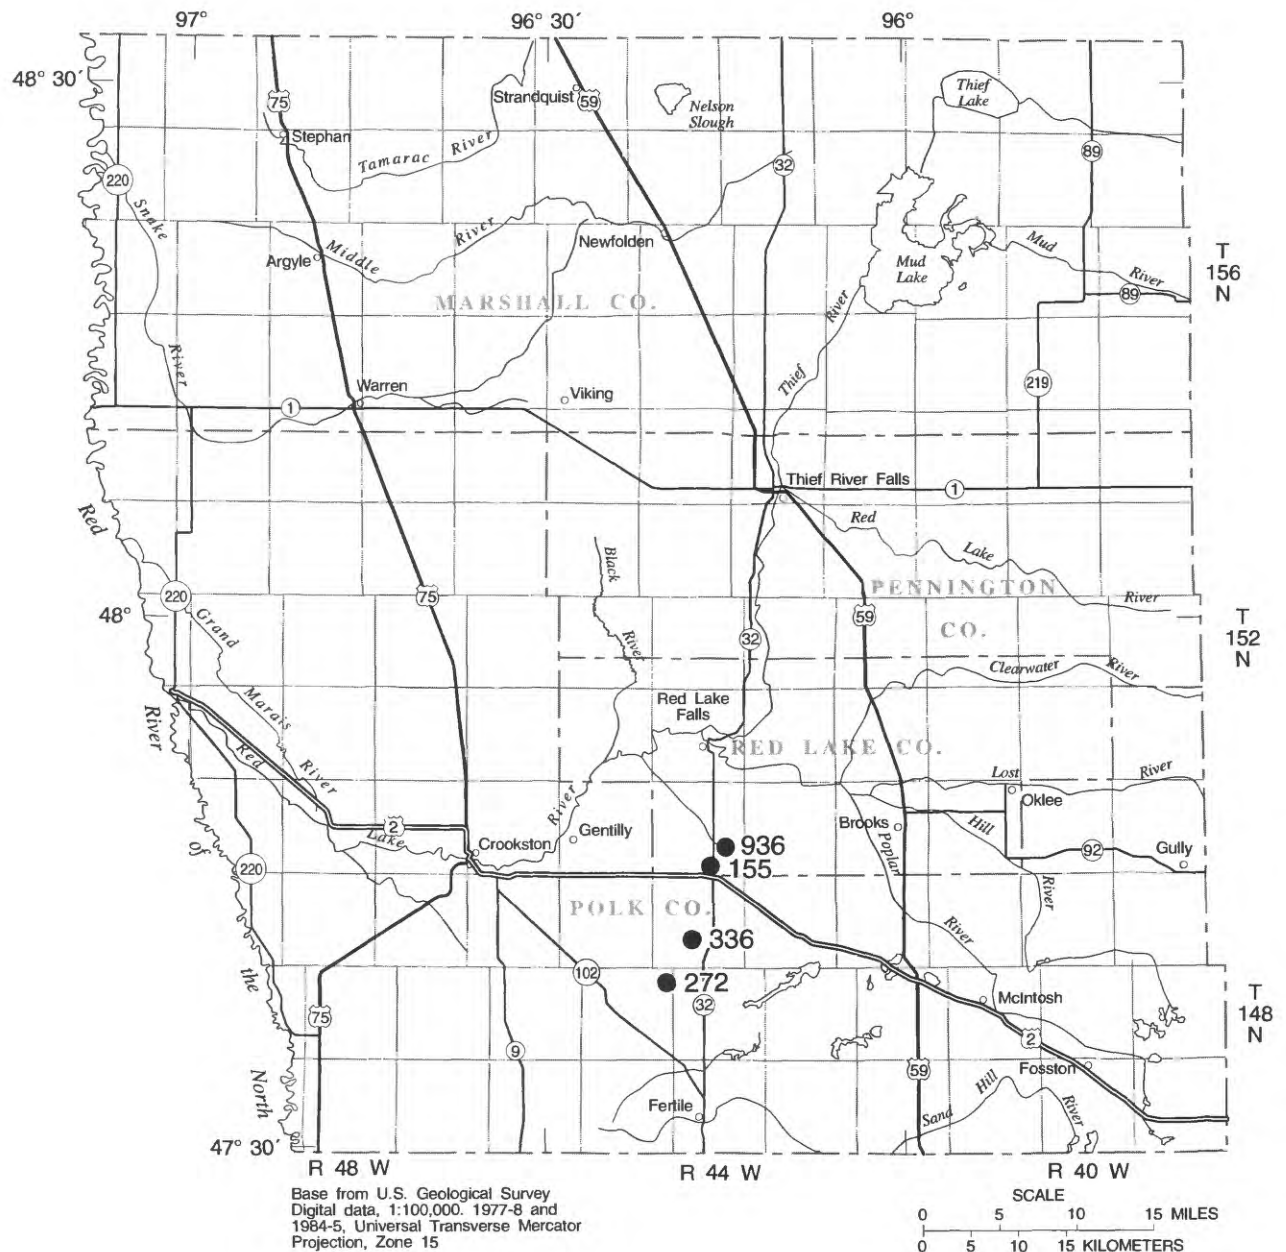 97°
96° 30´
96°
48° 30´
75
Strandquist
59
Nelson
Slough
Thief
Lake
Stephan
Tamarac River
32
89
220
Snake
River
Middle River
Argyle
Newfolden
Mud
Lake
Mud
River
89
T
156
N
MARSHALL CO.
River
Thief
219
Warren
Viking
1
Thief River Falls
1
Red
Red
Lake
River
Black
River
75
220
48°
Grand
Marais
River
PENNINGTON
CO.
59
32
T
152
N
Clearwater
River
Red Lake
Falls
RED LAKE CO.
River
Red
Lake
2
Lost
River
Oklee
Brooks
Hill
River
Crookston
River
Gentilly
936
155
Poplar
River
92
Gully
of
220
POLK CO.
336
the
102
272
32
McIntosh
T
148
N
75
9
59
2
Fosston
North
Fertile
Sand
Hill
River
47° 30´
R 48 W
R 44 W
R 40 W
Base from U.S. Geological Survey
Digital data, 1:100,000. 1977-8 and
1984-5, Universal Transverse Mercator
Projection, Zone 15
SCALE
0 5 10 15 MILES
0 5 10 15 KILOMETERS